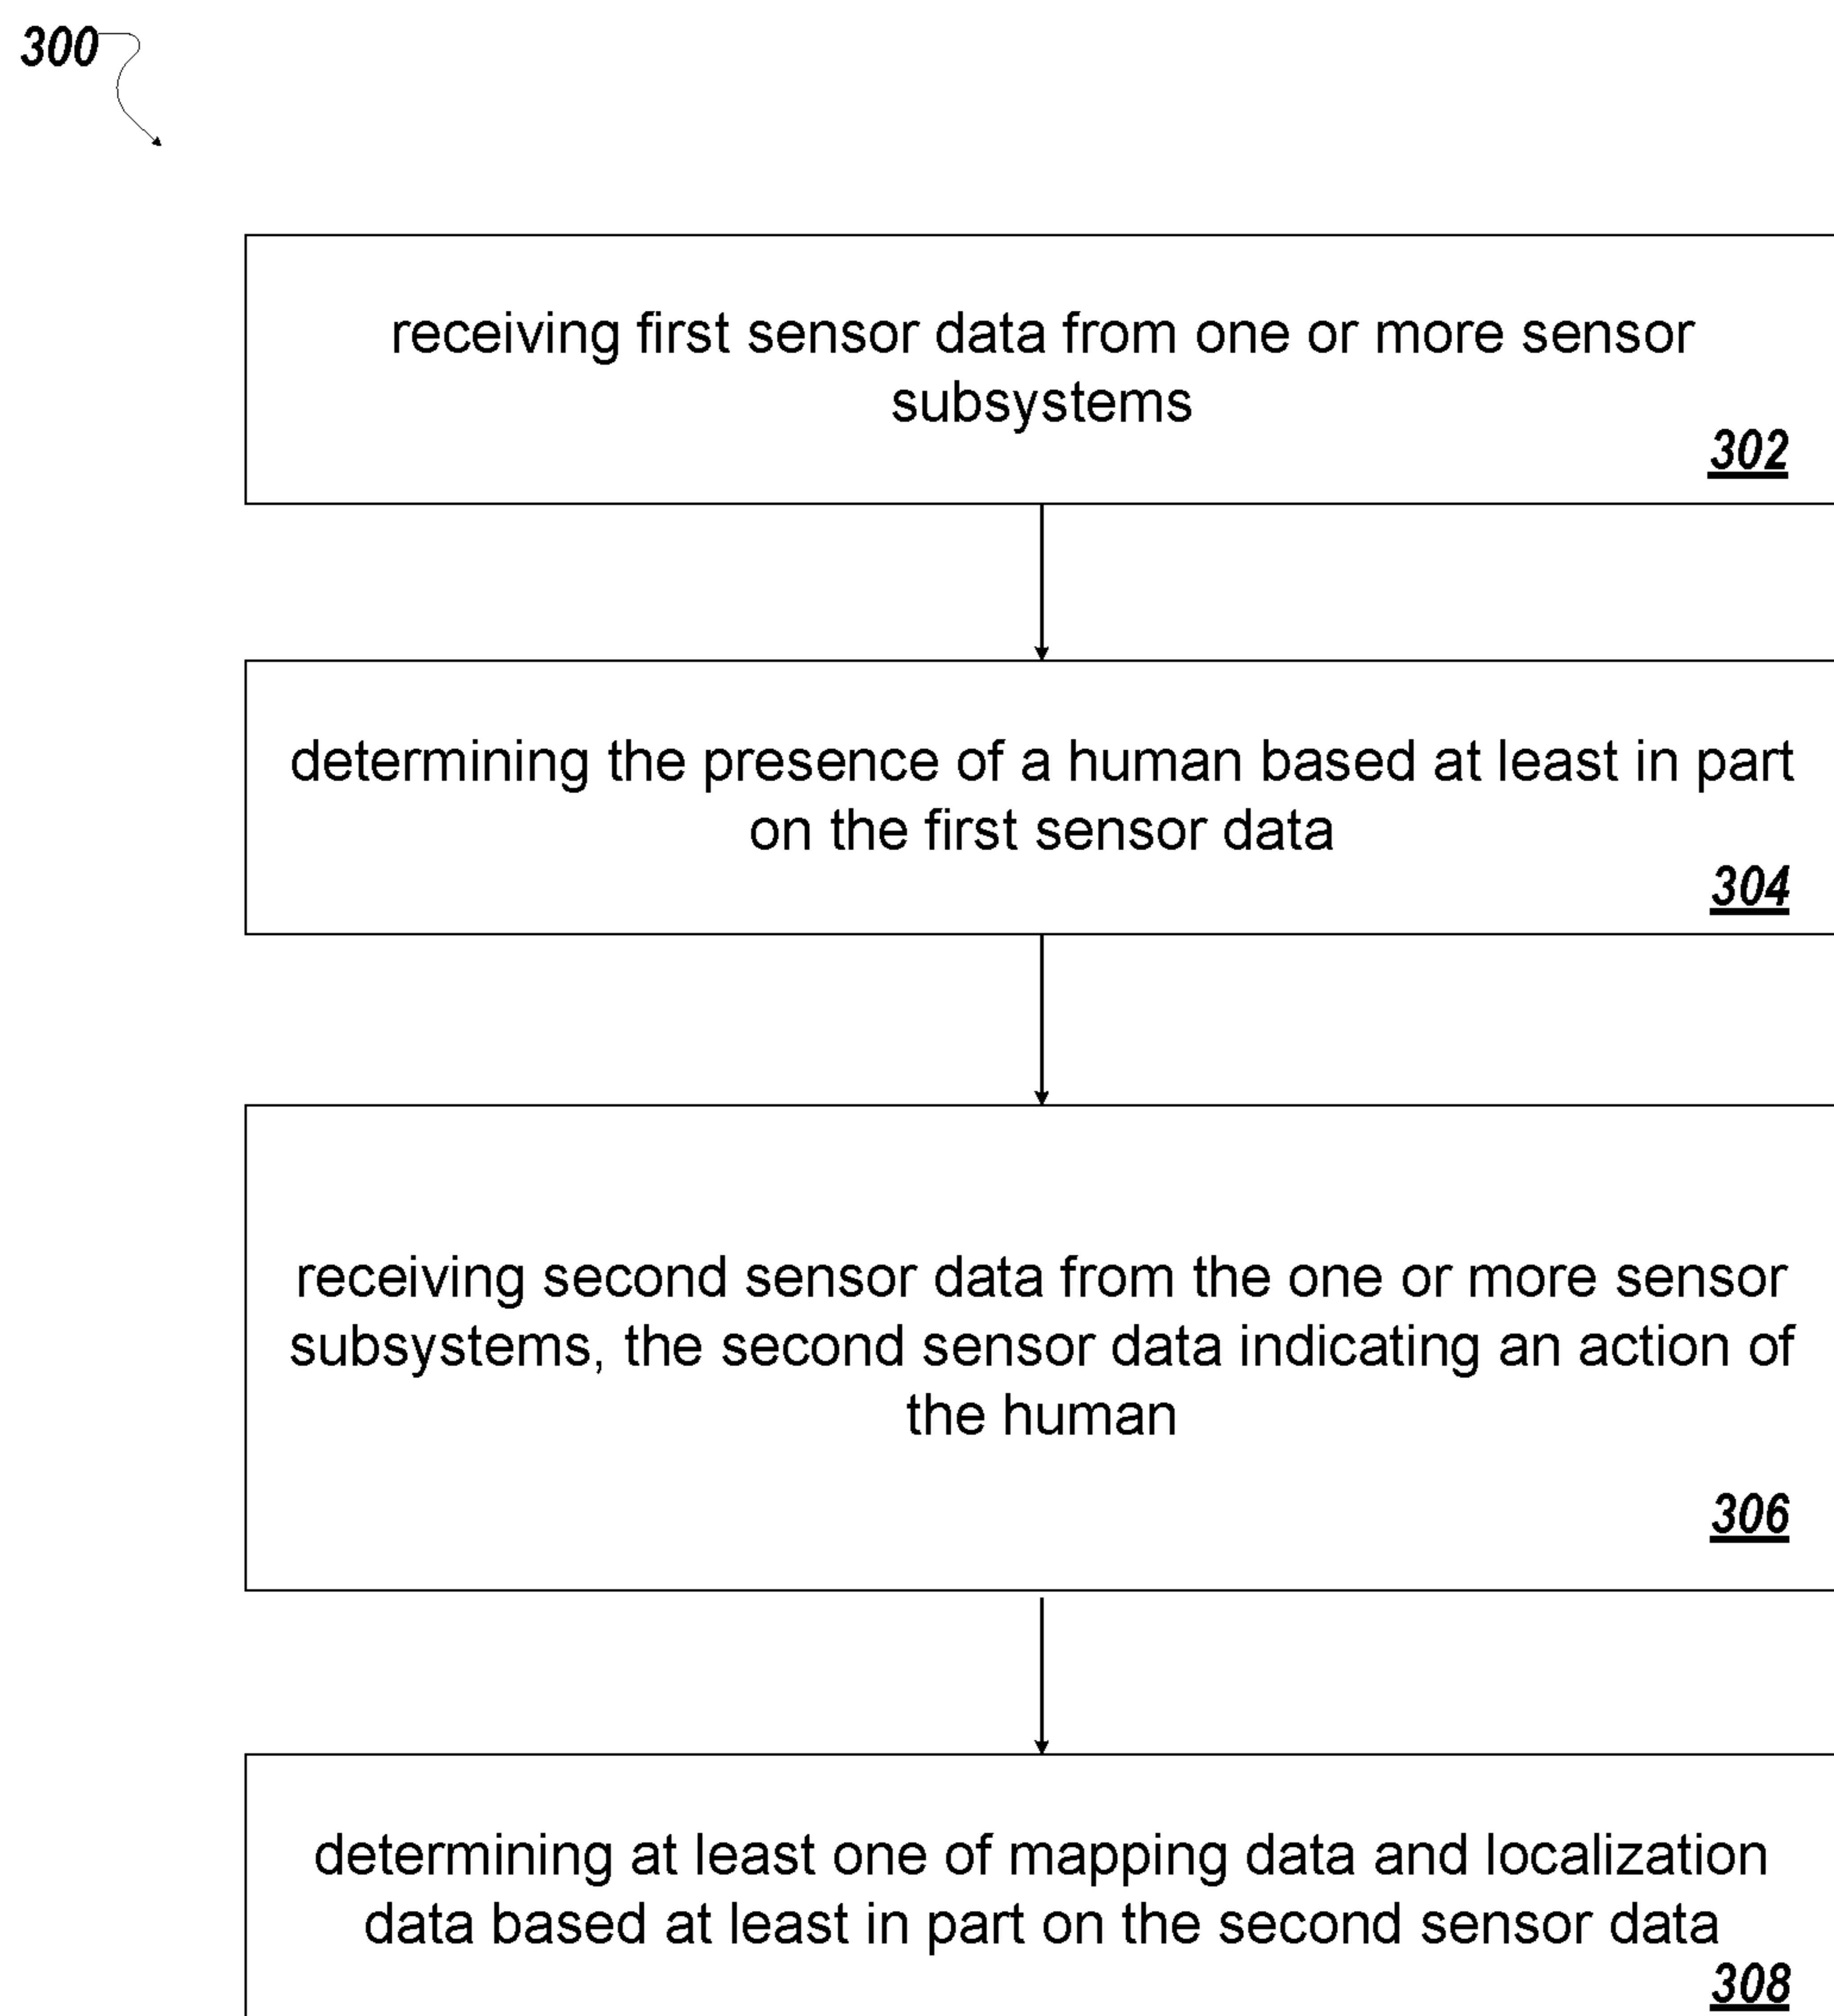 300
receiving first sensor data from one or more sensor
subsystems
302
determining the presence of a human based at least in part
on the first sensor data
304
receiving second sensor data from the one or more sensor
subsystems, the second sensor data indicating an action of
the human
306
determining at least one of mapping data and localization
data based at least in part on the second sensor data
308